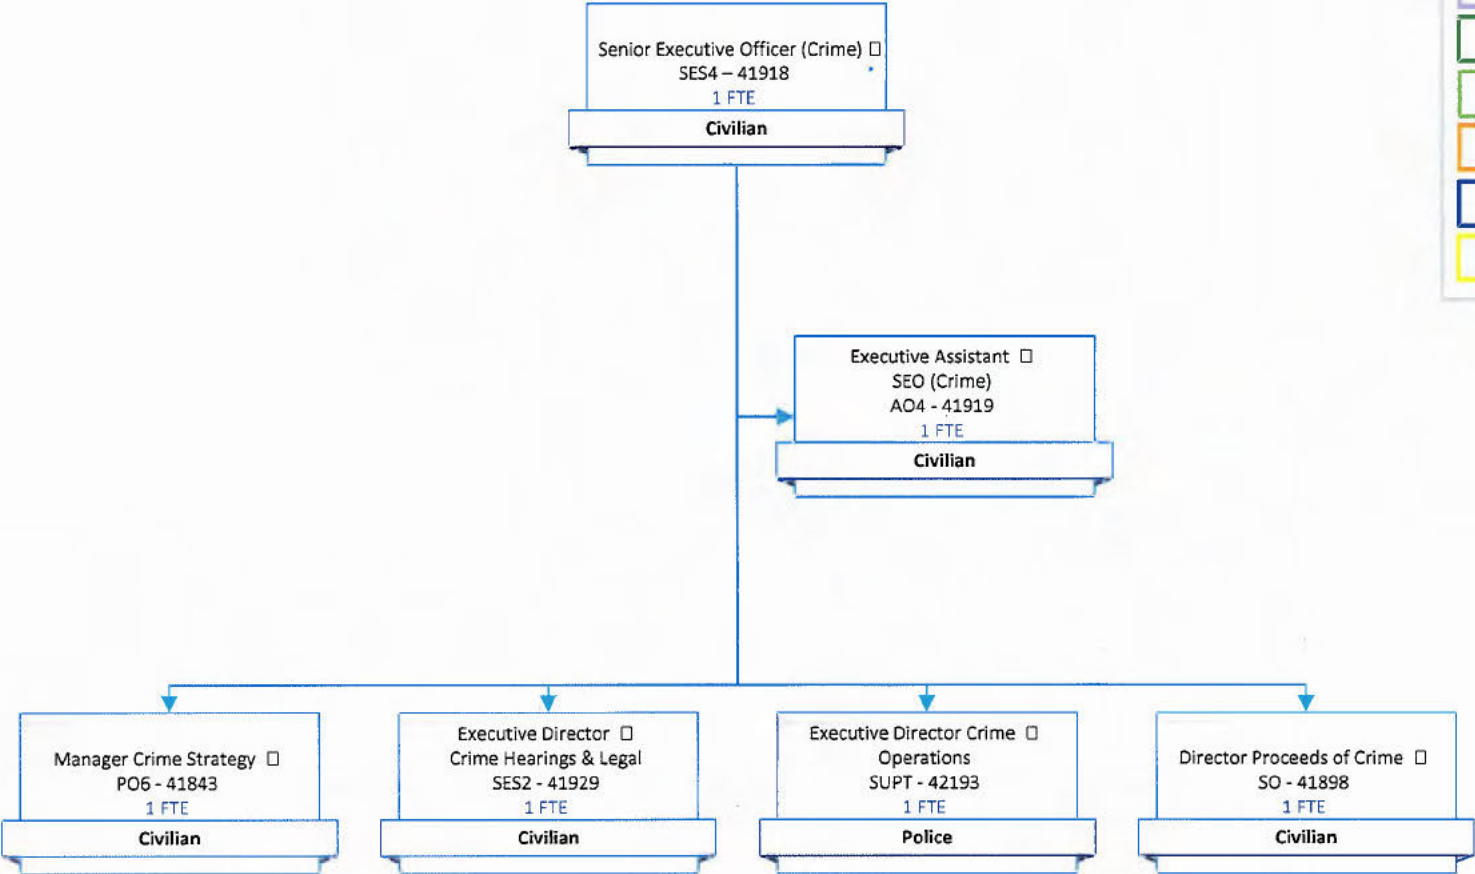 Senior Executive Officer (Crime) ☐
SES4 – 41918
1 FTE
Civilian
Executive Assistant ☐
SEO (Crime)
AO4 - 41919
1 FTE
Civilian
Manager Crime Strategy ☐
PO6 - 41843
1 FTE
Civilian
Executive Director ☐
Crime Hearings & Legal
SES2 - 41929
1 FTE
Civilian
Executive Director Crime ☐
Operations
SUPT - 42193
1 FTE
Police
Director Proceeds of Crime ☐
SO - 41898
1 FTE
Civilian